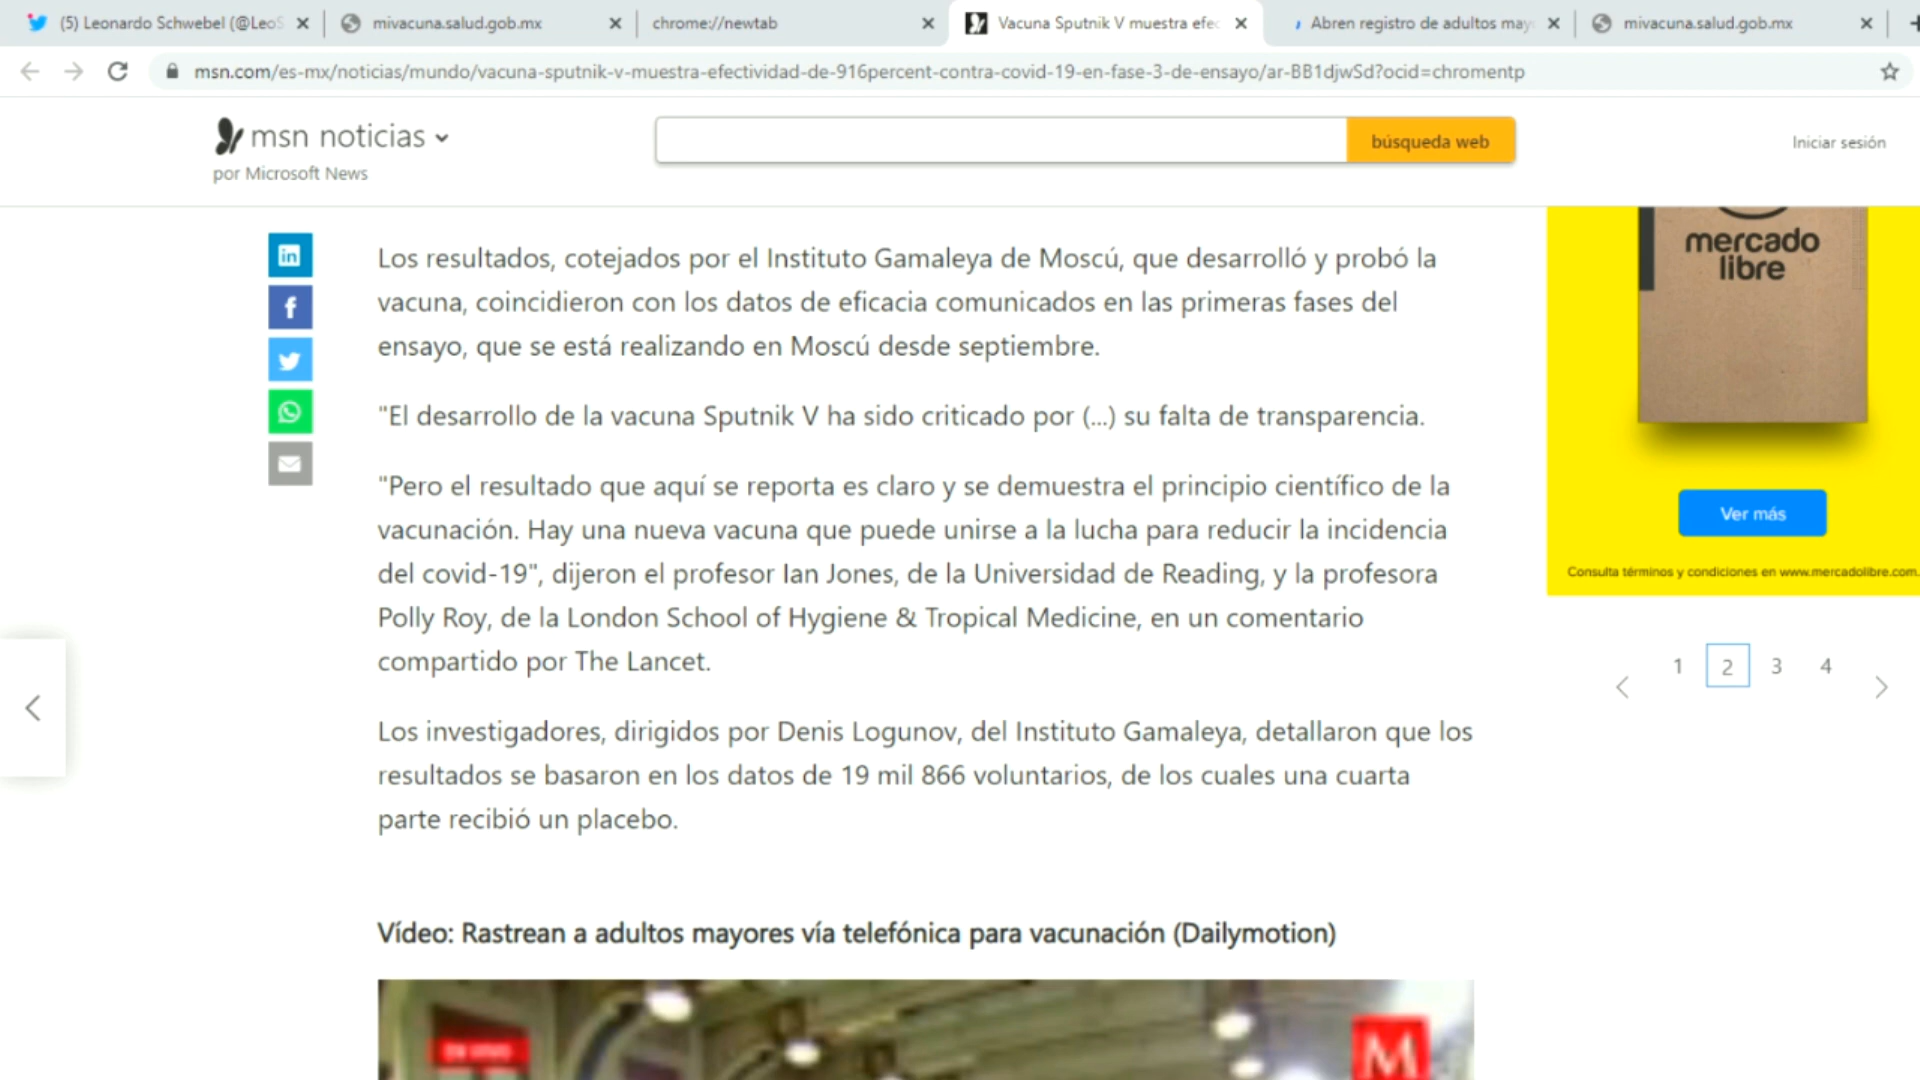 (5) Leonardo Schwebel (@LeoS
mivacuna.salud.gob.mx
chrome://newtab
Vacuna Sputnik V muestra efec
Abren registro de adultos may
mivacuna.salud.gob.mx
msn.com/es-mx/noticias/mundo/vacuna-sputnik-v-muestra-efectividad-de-916percent-contra-covid-19-en-fase-3-de-ensayo/ar-BB1djwSd?ocid=chromentp
msn noticias
por Microsoft News
búsqueda web
Iniciar sesión
Los resultados, cotejados por el Instituto Gamaleya de Moscú, que desarrolló y probó la
vacuna, coincidieron con los datos de eficacia comunicados en las primeras fases del
ensayo, que se está realizando en Moscú desde septiembre.
"El desarrollo de la vacuna Sputnik V ha sido criticado por (...) su falta de transparencia.
"Pero el resultado que aquí se reporta es claro y se demuestra el principio científico de la
vacunación. Hay una nueva vacuna que puede unirse a la lucha para reducir la incidencia
del covid-19", dijeron el profesor Ian Jones, de la Universidad de Reading, y la profesora
Polly Roy, de la London School of Hygiene & Tropical Medicine, en un comentario
compartido por The Lancet.
Los investigadores, dirigidos por Denis Logunov, del Instituto Gamaleya, detallaron que los
resultados se basaron en los datos de 19 mil 866 voluntarios, de los cuales una cuarta
parte recibió un placebo.
Vídeo: Rastrean a adultos mayores vía telefónica para vacunación (Dailymotion)
M
mercado
libre
Ver más
Consulta términos y condiciones en www.mercadolibre.com.
1 2 3 4